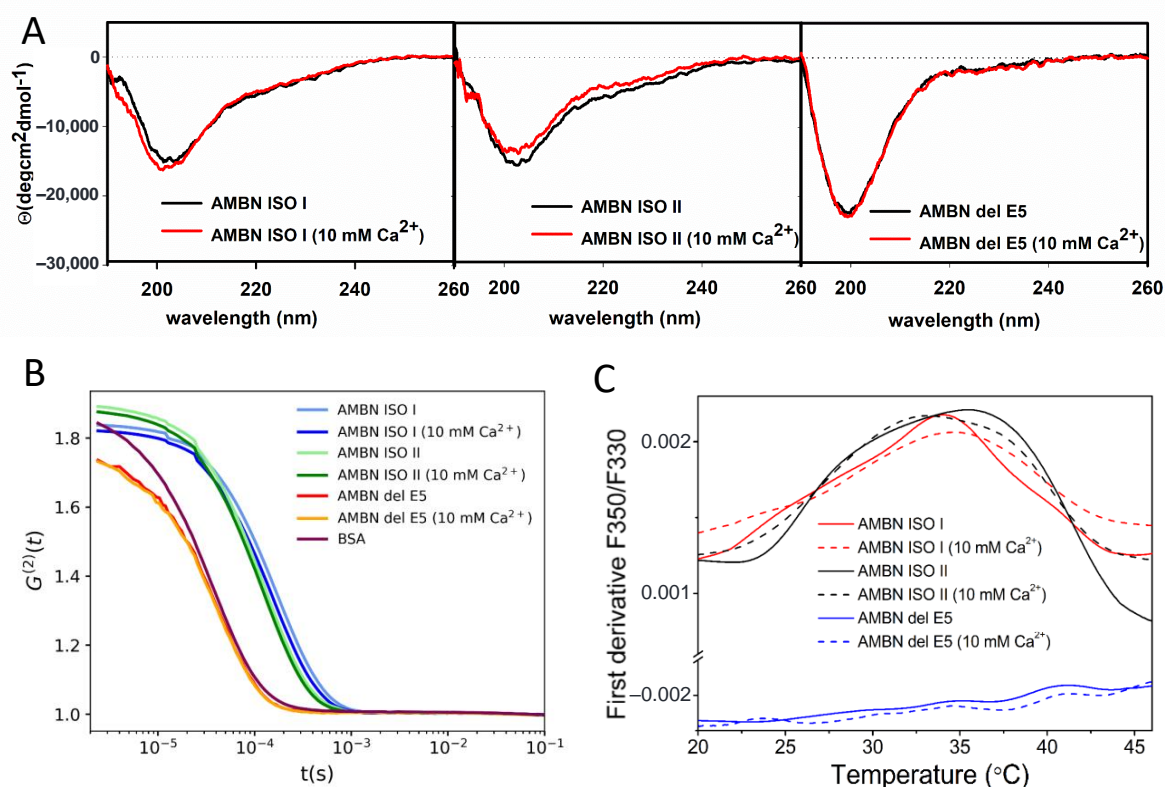 A
0
−10,000
−20,000
−30,000
Θ(degcm²dmol-1)
AMBN ISO I
AMBN ISO I (10 mM Ca²⁺)
200 220 240 260
wavelength (nm)
AMBN ISO II
AMBN ISO II (10 mM Ca²⁺)
200 220 240 260
wavelength (nm)
AMBN del E5
AMBN del E5 (10 mM Ca²⁺)
200 220 240 260
wavelength (nm)
B
G⁽²⁾(t)
1.8
1.6
1.4
1.2
1.0
AMBN ISO I
AMBN ISO I (10 mM Ca²⁺)
AMBN ISO II
AMBN ISO II (10 mM Ca²⁺)
AMBN del E5
AMBN del E5 (10 mM Ca²⁺)
BSA
10⁻⁵ 10⁻⁴ 10⁻³ 10⁻² 10⁻¹
t(s)
C
First derivative F350/F330
0.002
0.001
−0.002
AMBN ISO I
AMBN ISO I (10 mM Ca²⁺)
AMBN ISO II
AMBN ISO II (10 mM Ca²⁺)
AMBN del E5
AMBN del E5 (10 mM Ca²⁺)
20 25 30 35 40 45
Temperature (°C)